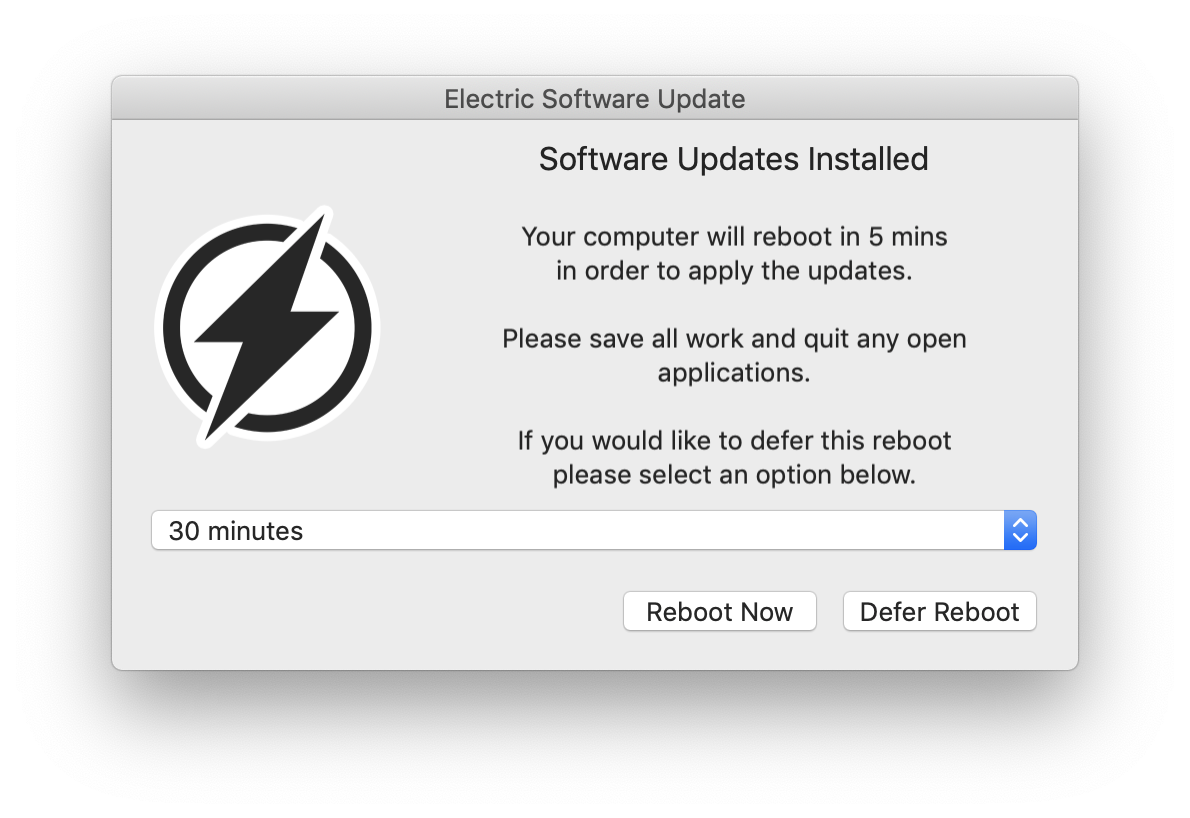 Electric Software Update
Software Updates Installed
Your computer will reboot in 5 mins
in order to apply the updates.
Please save all work and quit any open
applications.
If you would like to defer this reboot
please select an option below.
30 minutes
Reboot Now
Defer Reboot